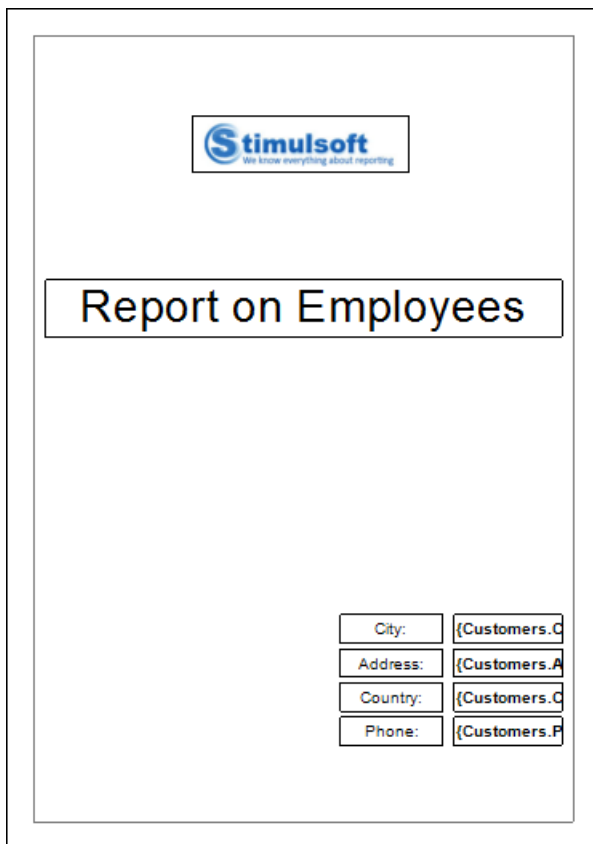 Stimulsoft
We know everything about reporting
Report on Employees
City: {Customers.C
Address: {Customers.A
Country: {Customers.C
Phone: {Customers.P